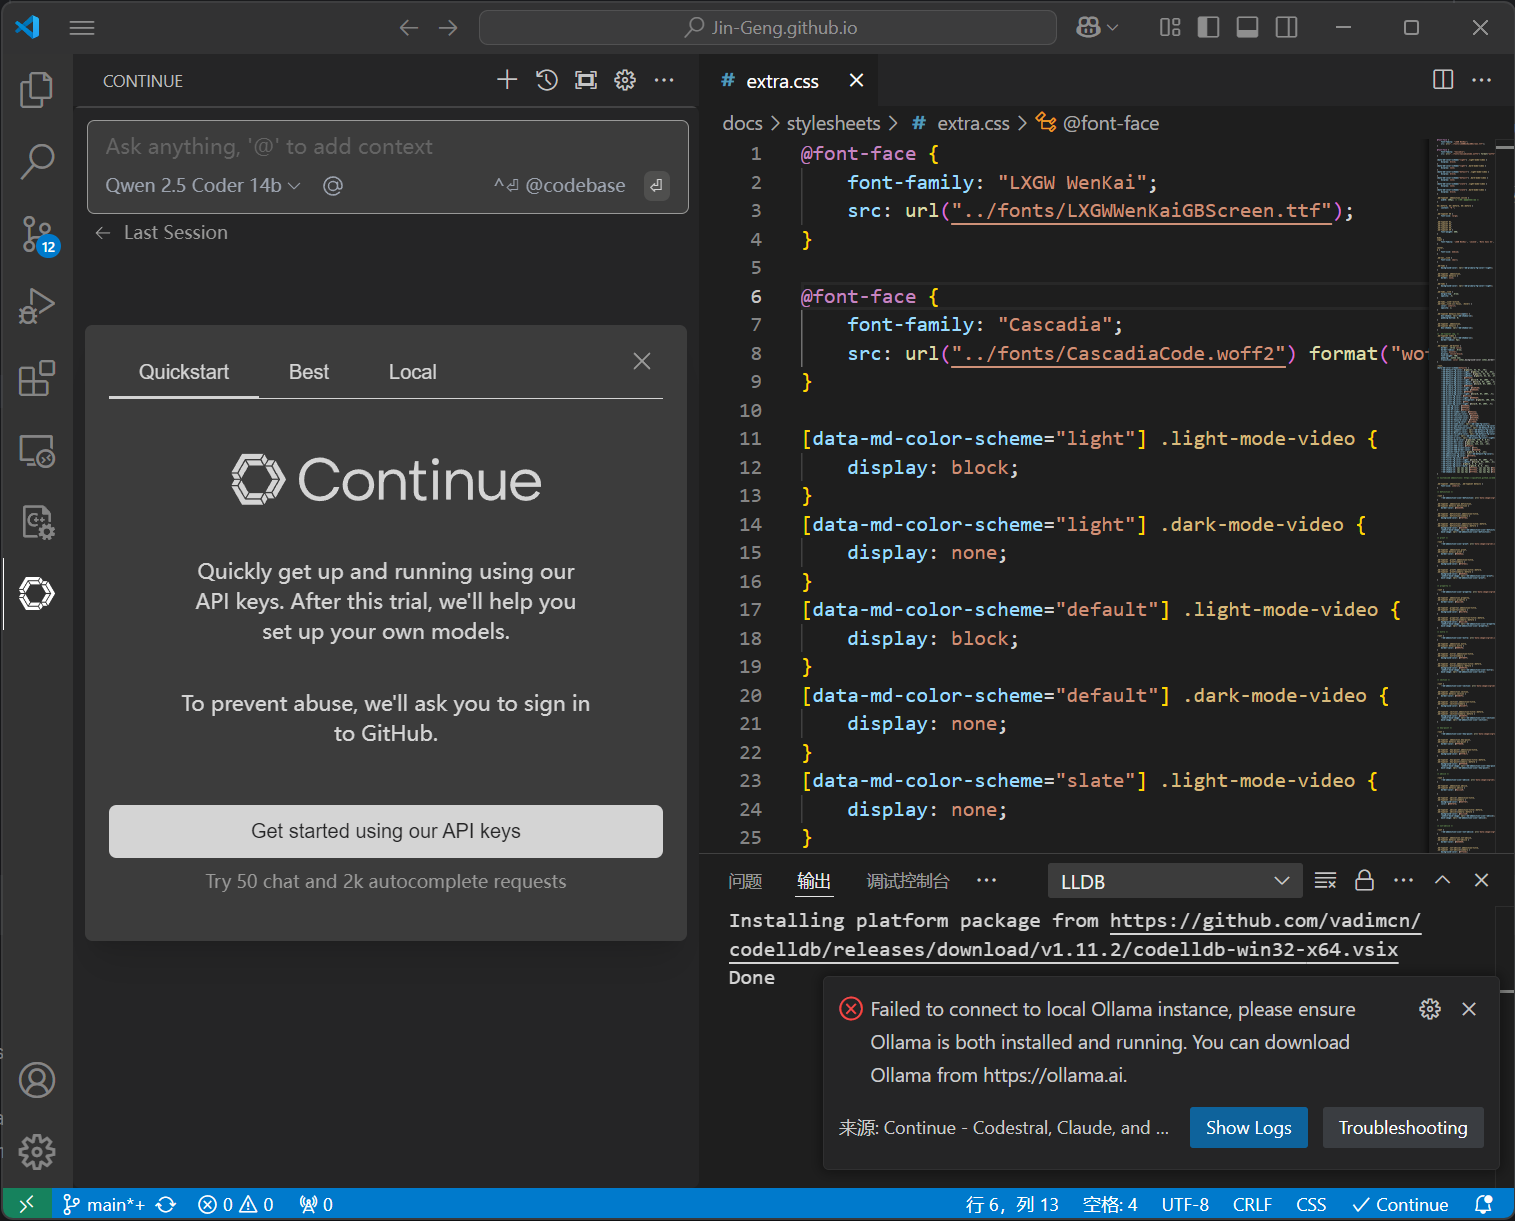 Jin-Geng.github.io
CONTINUE
Ask anything, '@' to add context
Qwen 2.5 Coder 14b
^⏎ @codebase
Last Session
12
Quickstart
Best
Local
Continue
Quickly get up and running using our
API keys. After this trial, we'll help you
set up your own models.
To prevent abuse, we'll ask you to sign in
to GitHub.
Get started using our API keys
Try 50 chat and 2k autocomplete requests
# extra.css
docs > stylesheets > # extra.css > @font-face
1 @font-face {
2 font-family: "LXGW WenKai";
3 src: url("../fonts/LXGWWenKaiGBScreen.ttf");
4 }
5
6 @font-face {
7 font-family: "Cascadia";
8 src: url("../fonts/CascadiaCode.woff2") format("wo
9 }
10
11 [data-md-color-scheme="light"] .light-mode-video {
12 display: block;
13 }
14 [data-md-color-scheme="light"] .dark-mode-video {
15 display: none;
16 }
17 [data-md-color-scheme="default"] .light-mode-video {
18 display: block;
19 }
20 [data-md-color-scheme="default"] .dark-mode-video {
21 display: none;
22 }
23 [data-md-color-scheme="slate"] .light-mode-video {
24 display: none;
25 }
问题
输出
调试控制台
LLDB
Installing platform package from https://github.com/vadimcn/
codelldb/releases/download/v1.11.2/codelldb-win32-x64.vsix
Done
Failed to connect to local Ollama instance, please ensure
Ollama is both installed and running. You can download
Ollama from https://ollama.ai.
来源: Continue - Codestral, Claude, and ...
Show Logs
Troubleshooting
main*+
0
0
0
行 6，列 13
空格: 4
UTF-8
CRLF
CSS
Continue